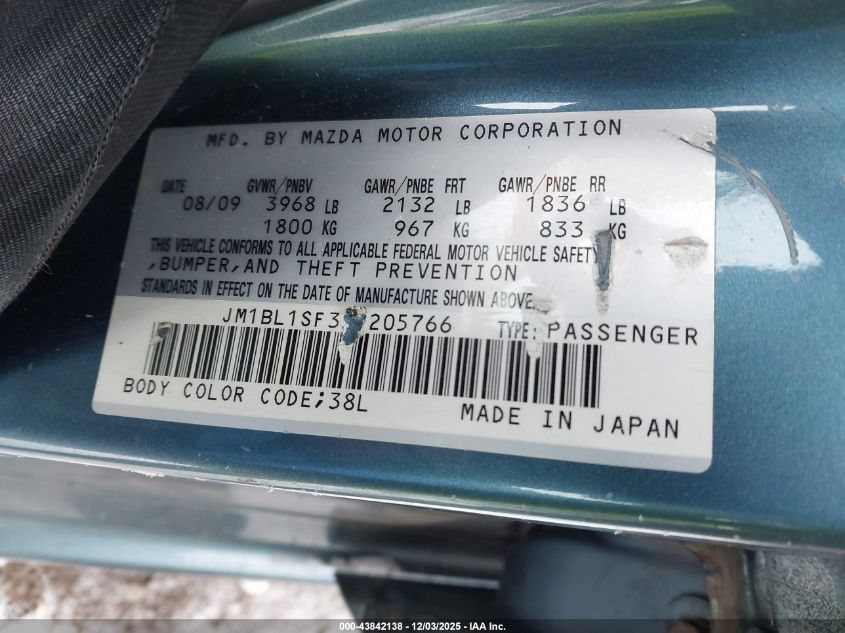 MFD. BY MAZDA MOTOR CORPORATION
DATE GVWR/PNBV GAWR/PNBE FRT GAWR/PNBE RR
08/09 3968 LB 2132 LB 1836 LB
1800 KG 967 KG 833 KG
THIS VEHICLE CONFORMS TO ALL APPLICABLE FEDERAL MOTOR VEHICLE SAFETY
,BUMPER,AND THEFT PREVENTION
STANDARDS IN EFFECT ON THE DATE OF MANUFACTURE SHOWN ABOVE.
TYPE: PASSENGER
BODY COLOR CODE;38L
MADE IN JAPAN
000-43842138 - 12/03/2025 - IAA Inc.